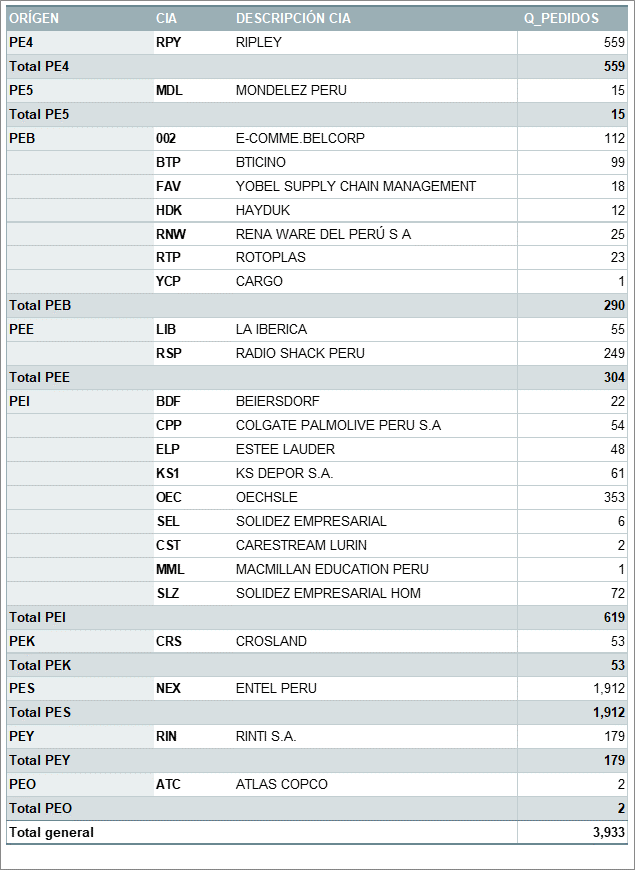 ORÍGEN CIA DESCRIPCIÓN CIA Q_PEDIDOS
PE4 RPY RIPLEY 559
Total PE4 559
PE5 MDL MONDELEZ PERU 15
Total PE5 15
PEB 002 E-COMME.BELCORP 112
BTP BTICINO 99
FAV YOBEL SUPPLY CHAIN MANAGEMENT 18
HDK HAYDUK 12
RNW RENA WARE DEL PERÚ S A 25
RTP ROTOPLAS 23
YCP CARGO 1
Total PEB 290
PEE LIB LA IBERICA 55
RSP RADIO SHACK PERU 249
Total PEE 304
PEI BDF BEIERSDORF 22
CPP COLGATE PALMOLIVE PERU S.A 54
ELP ESTEE LAUDER 48
KS1 KS DEPOR S.A. 61
OEC OECHSLE 353
SEL SOLIDEZ EMPRESARIAL 6
CST CARESTREAM LURIN 2
MML MACMILLAN EDUCATION PERU 1
SLZ SOLIDEZ EMPRESARIAL HOM 72
Total PEI 619
PEK CRS CROSLAND 53
Total PEK 53
PES NEX ENTEL PERU 1,912
Total PES 1,912
PEY RIN RINTI S.A. 179
Total PEY 179
PEO ATC ATLAS COPCO 2
Total PEO 2
Total general 3,933